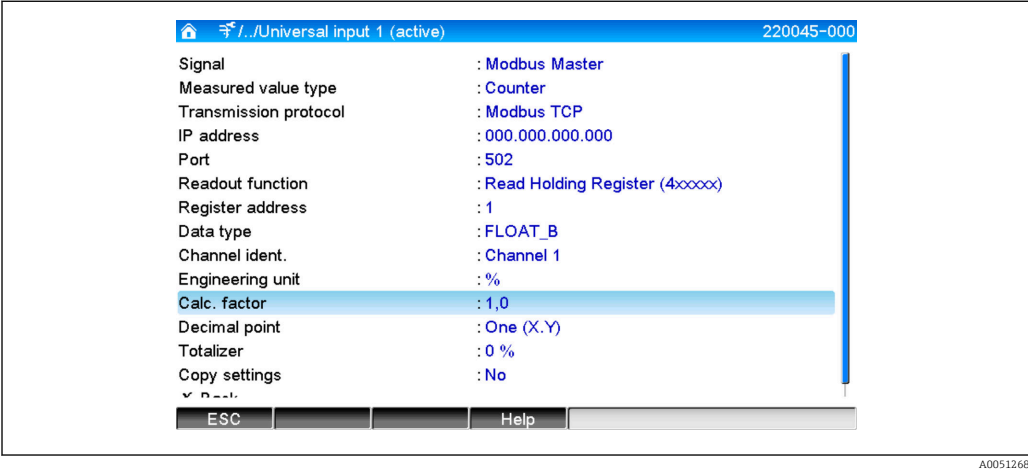 /../Universal input 1 (active) 220045-000
Signal : Modbus Master
Measured value type : Counter
Transmission protocol : Modbus TCP
IP address : 000.000.000.000
Port : 502
Readout function : Read Holding Register (4xxxxx)
Register address : 1
Data type : FLOAT_B
Channel ident. : Channel 1
Engineering unit : %
Calc. factor : 1,0
Decimal point : One (X.Y)
Totalizer : 0 %
Copy settings : No
X Back
ESC Help
A0051268